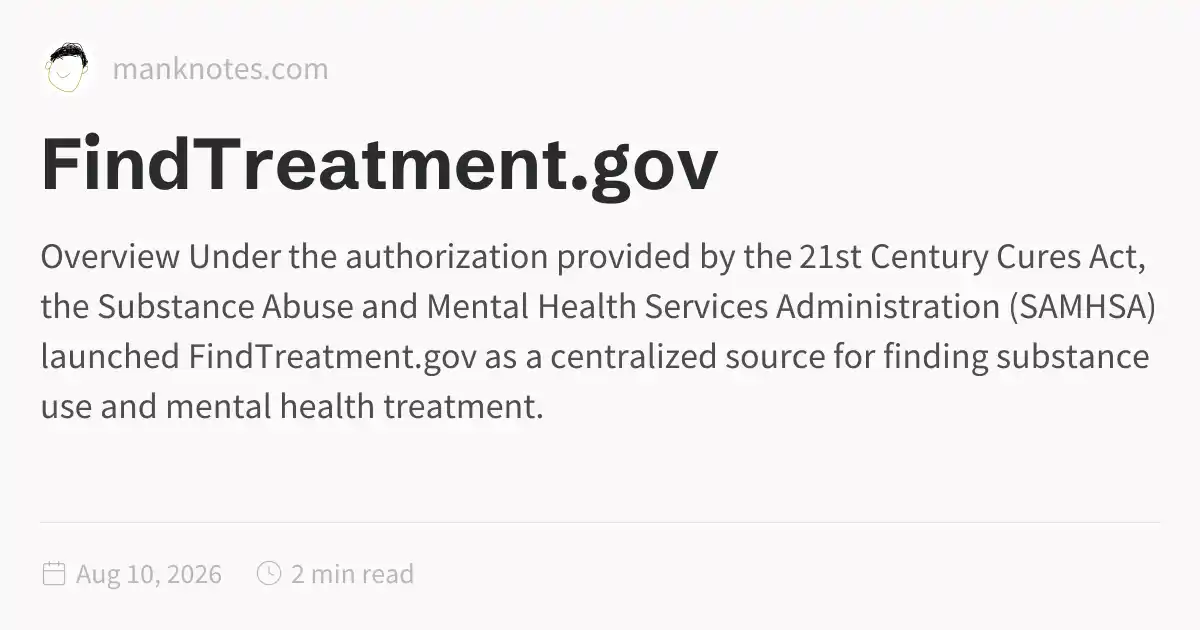 manknotes.com
FindTreatment.gov
Overview Under the authorization provided by the 21st Century Cures Act,
the Substance Abuse and Mental Health Services Administration (SAMHSA)
launched FindTreatment.gov as a centralized source for finding substance
use and mental health treatment.
Aug 10, 2026 2 min read